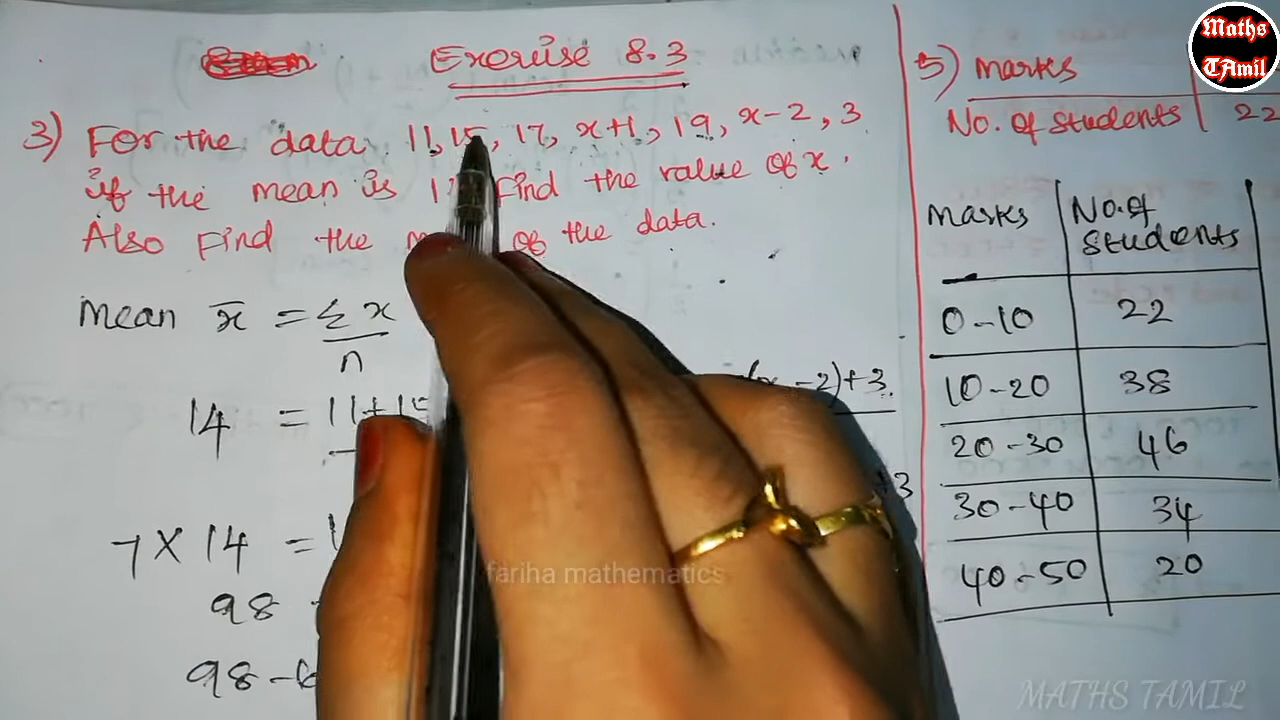 Exercise 8.3
3) For the data 11, 15, 17, x+1, 19, x-2, 3
if the mean is find the value of x.
Also find the of the data.
Mean x̄ = Σx
n
14 = 11+15 (x-2)+3
+3
7 X 14 =
98
98 -
5) Marks
No. of Students | 22
Marks | No. of Students
0-10 | 22
10-20 | 38
20-30 | 46
30-40 | 34
40-50 | 20
Maths
TAmil
fariha mathematics
MATHS TAMIL